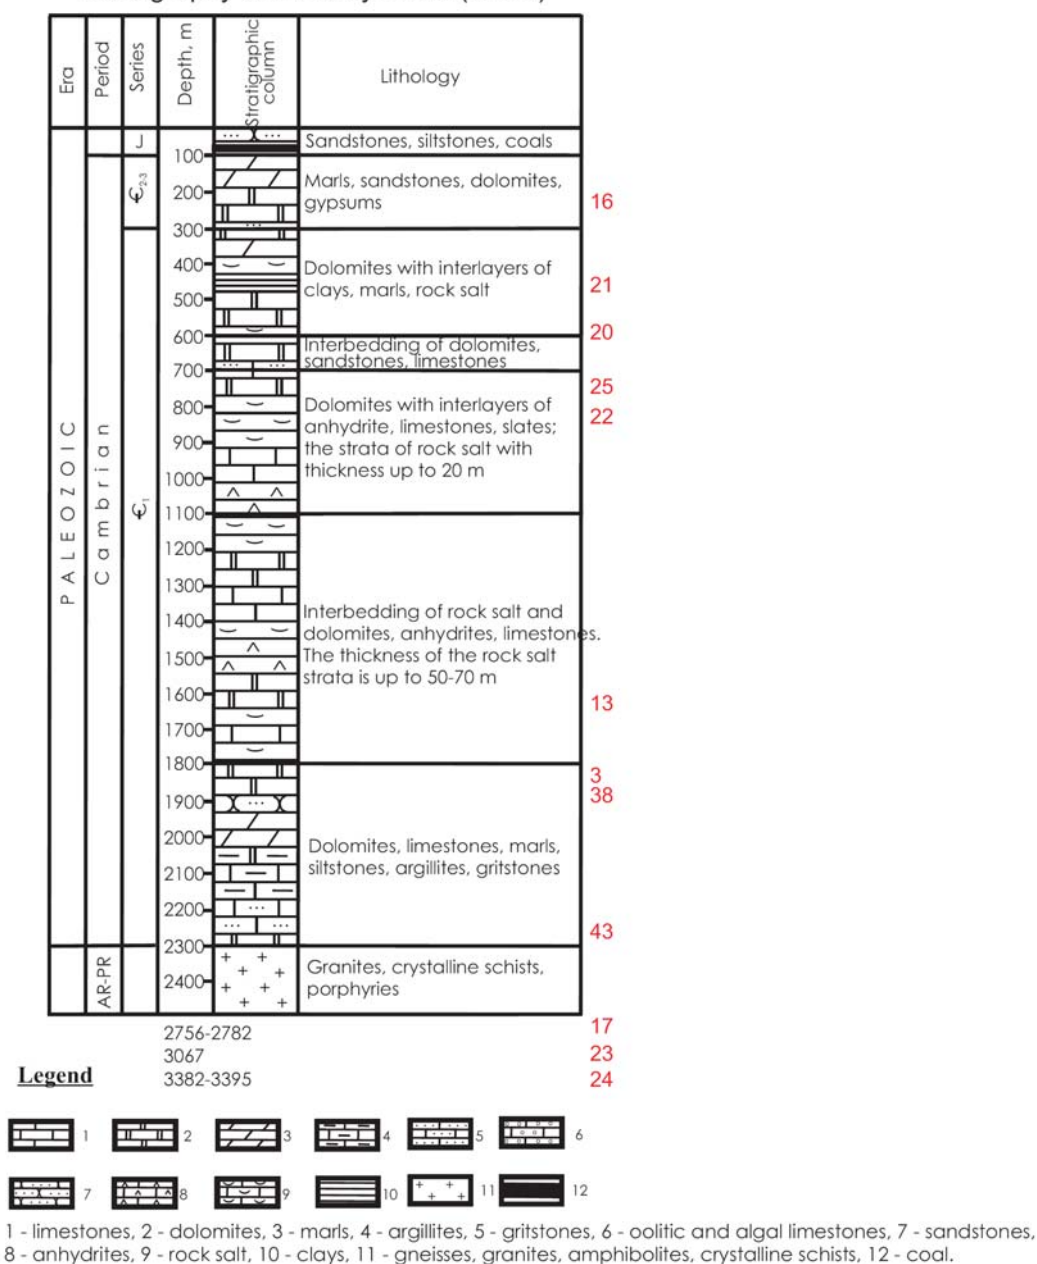 Era
Period
Series
Depth, m
Stratigraphic
column
Lithology
J
Sandstones, siltstones, coals
100
Є2-3
200
Marls, sandstones, dolomites,
gypsums
16
300
400
Dolomites with interlayers of
clays, marls, rock salt
21
500
20
600
Interbedding of dolomites,
sandstones, limestones
700
25
800
22
Dolomites with interlayers of
anhydrite, limestones, slates;
the strata of rock salt with
thickness up to 20 m
900
1000
PALEOZOIC
Cambrian
Є1
1100
1200
1300
1400
Interbedding of rock salt and
dolomites, anhydrites, limestones.
The thickness of the rock salt
strata is up to 50-70 m
1500
1600
13
1700
1800
3
38
1900
2000
Dolomites, limestones, marls,
siltstones, argillites, gritstones
2100
2200
43
2300
AR-PR
2400
Granites, crystalline schists,
porphyries
2756-2782 17
3067 23
3382-3395 24
Legend
1 2 3 4 5 6
7 8 9 10 11 12
1 - limestones, 2 - dolomites, 3 - marls, 4 - argillites, 5 - gritstones, 6 - oolitic and algal limestones, 7 - sandstones,
8 - anhydrites, 9 - rock salt, 10 - clays, 11 - gneisses, granites, amphibolites, crystalline schists, 12 - coal.